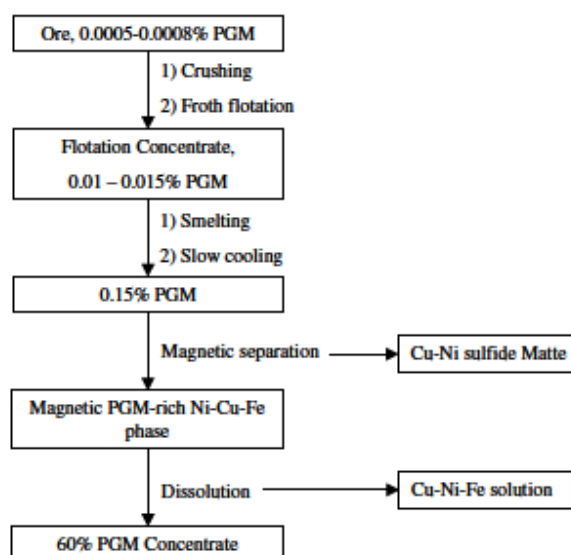 Ore, 0.0005-0.0008% PGM
1) Crushing
2) Froth flotation
Flotation Concentrate,
0.01 – 0.015% PGM
1) Smelting
2) Slow cooling
0.15% PGM
Magnetic separation
Cu-Ni sulfide Matte
Magnetic PGM-rich Ni-Cu-Fe
phase
Dissolution
Cu-Ni-Fe solution
60% PGM Concentrate